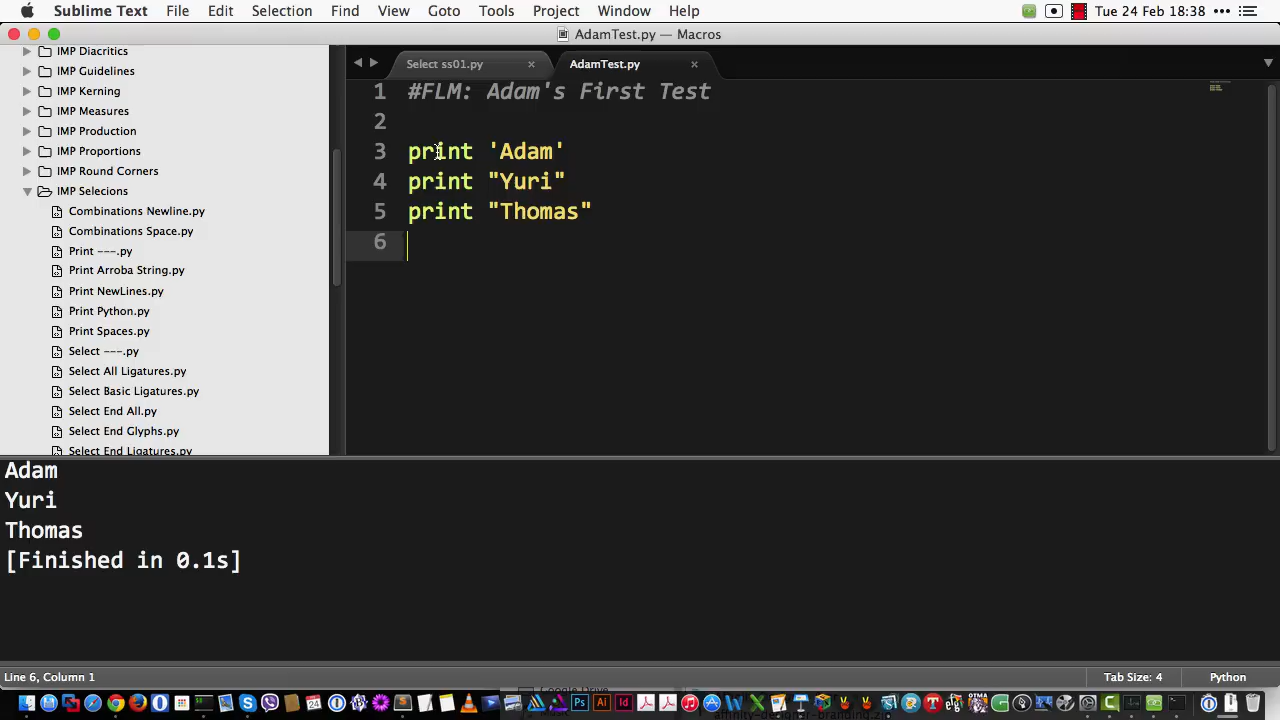 Sublime Text File Edit Selection Find View Goto Tools Project Window Help Tue 24 Feb 18:38
AdamTest.py — Macros
IMP Diacritics
IMP Guidelines
IMP Kerning
IMP Measures
IMP Production
IMP Proportions
IMP Round Corners
IMP Selecions
Combinations Newline.py
Combinations Space.py
Print ---.py
Print Arroba String.py
Print NewLines.py
Print Python.py
Print Spaces.py
Select ---.py
Select All Ligatures.py
Select Basic Ligatures.py
Select End All.py
Select End Glyphs.py
Select End Ligatures.py
Select ss01.py AdamTest.py
1 #FLM: Adam's First Test
2
3 print 'Adam'
4 print "Yuri"
5 print "Thomas"
6
Adam
Yuri
Thomas
[Finished in 0.1s]
Line 6, Column 1 Tab Size: 4 Python
Google Drive